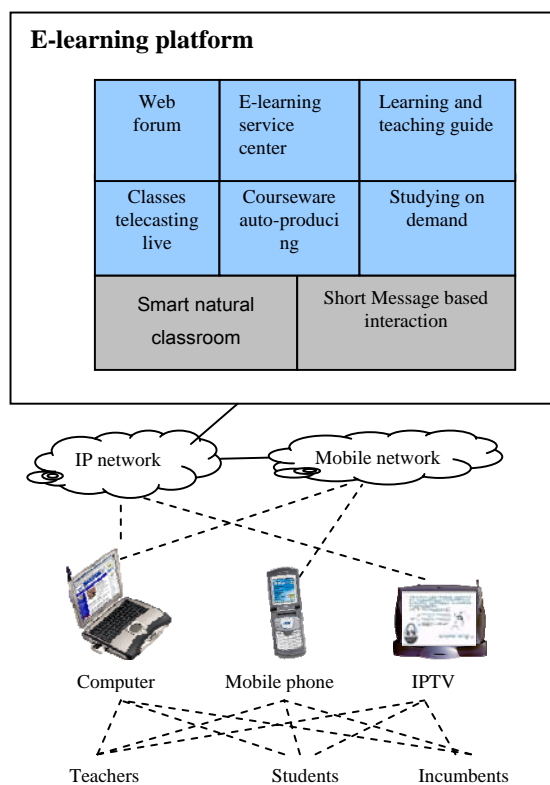 E-learning platform
Web
forum
E-learning
service
center
Learning and
teaching guide
Classes
telecasting
live
Courseware
auto-produci
ng
Studying on
demand
Smart natural
classroom
Short Message based
interaction
IP network
Mobile network
Computer
Mobile phone
IPTV
Teachers
Students
Incumbents